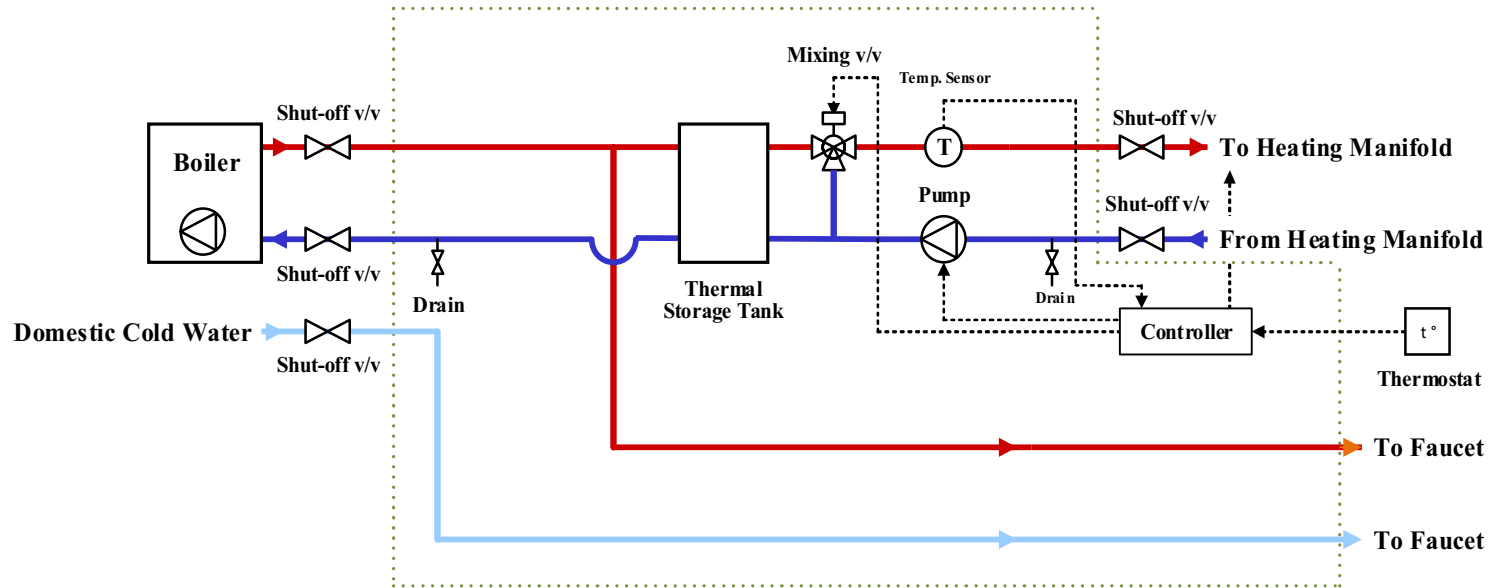 Mixing v/v
Temp. Sensor
Shut-off v/v
Shut-off v/v
Boiler
T
To Heating Manifold
Pump
Shut-off v/v
From Heating Manifold
Shut-off v/v
Drain
Thermal
Storage Tank
Drain
Domestic Cold Water
Controller
t °
Shut-off v/v
Thermostat
To Faucet
To Faucet